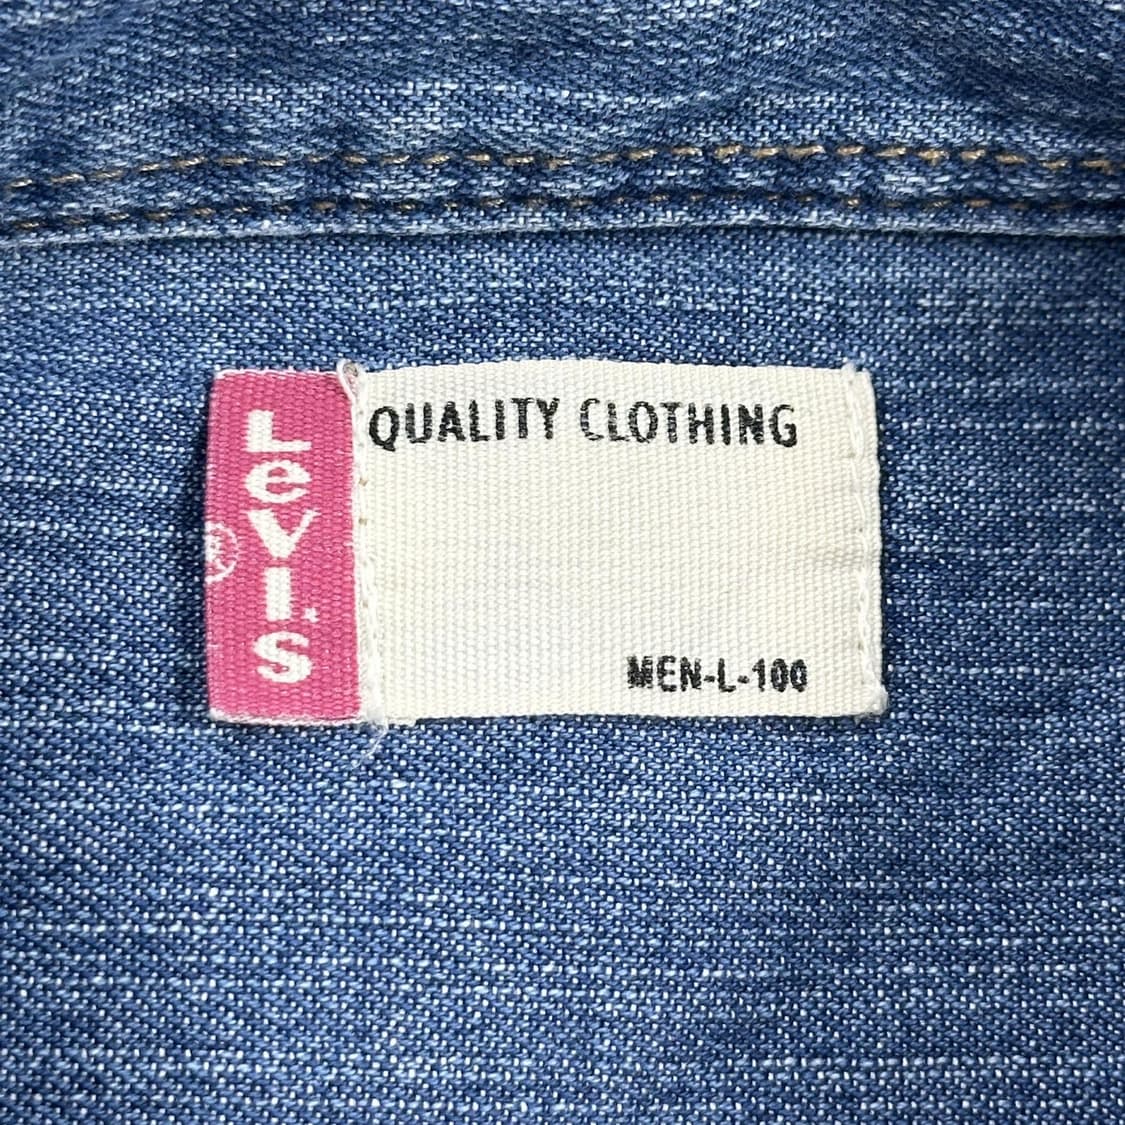 Levi's
®
QUALITY CLOTHING
MEN-L-100